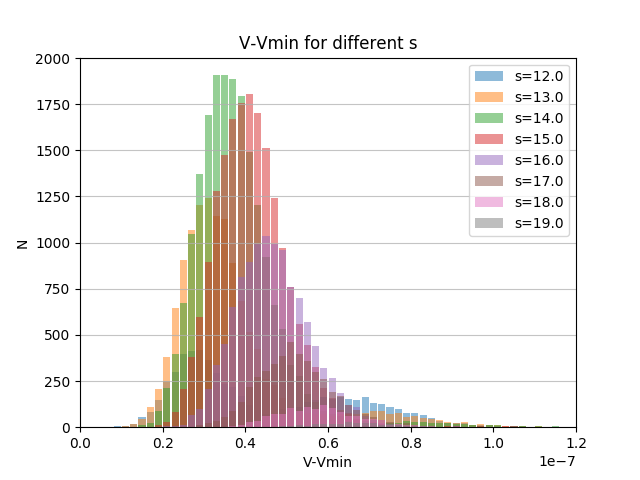 V-Vmin for different s
2000
1750
1500
1250
1000
750
500
250
0
N
s=12.0
s=13.0
s=14.0
s=15.0
s=16.0
s=17.0
s=18.0
s=19.0
0.0 0.2 0.4 0.6 0.8 1.0 1.2
1e−7
V-Vmin